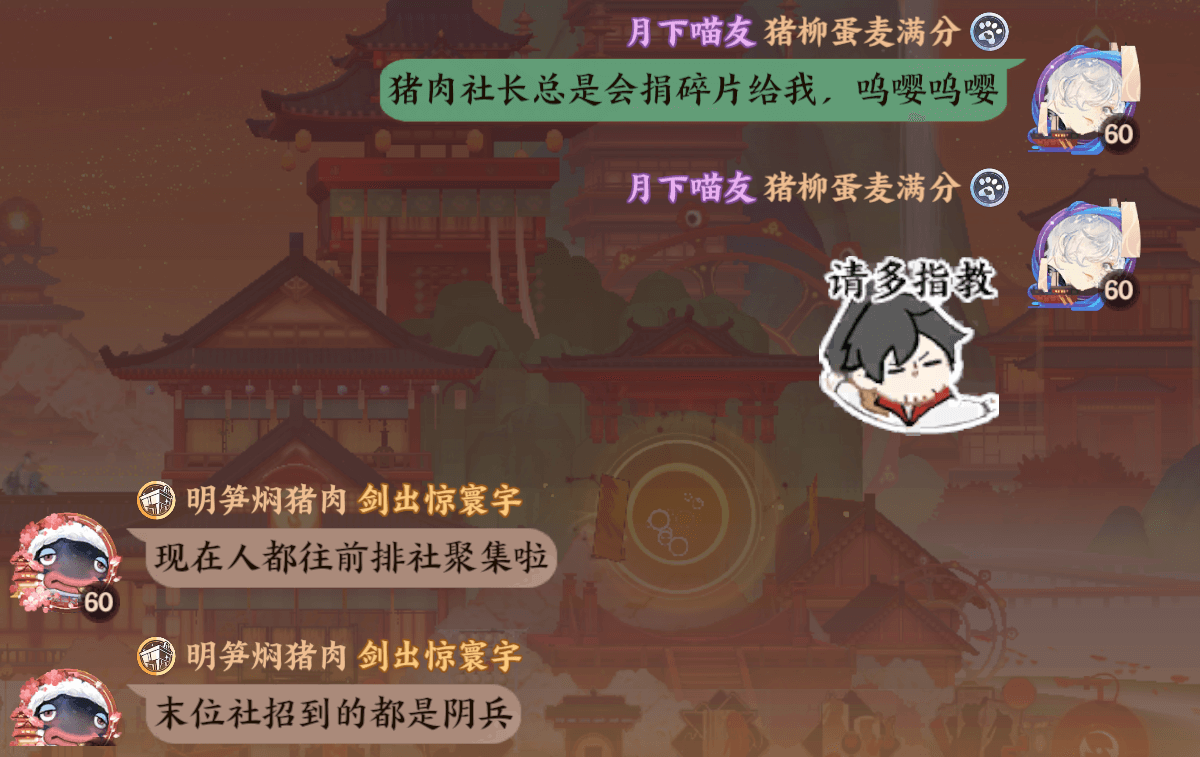 月下喵友 猪柳蛋麦满分
猪肉社长总是会捐碎片给我，呜嘤呜嘤
60
月下喵友 猪柳蛋麦满分
60
请多指教
明笋焖猪肉 剑出惊寰宇
现在人都往前排社聚集啦
60
明笋焖猪肉 剑出惊寰宇
末位社招到的都是阴兵